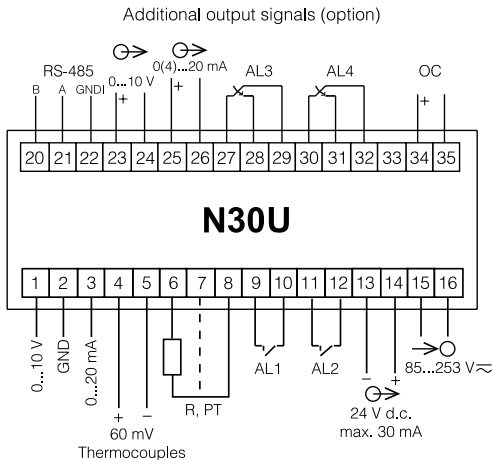 Additional output signals (option)
0(4)...20 mA
RS-485 0...10 V AL3 AL4 OC
B A GNDI + + +
20 21 22 23 24 25 26 27 28 29 30 31 32 33 34 35
N30U
1 2 3 4 5 6 7 8 9 10 11 12 13 14 15 16
0...10 V
GND
0...20 mA
85...253 V
AL1 AL2
− +
R, PT
+ −
60 mV
Thermocouples
24 V d.c.
max. 30 mA